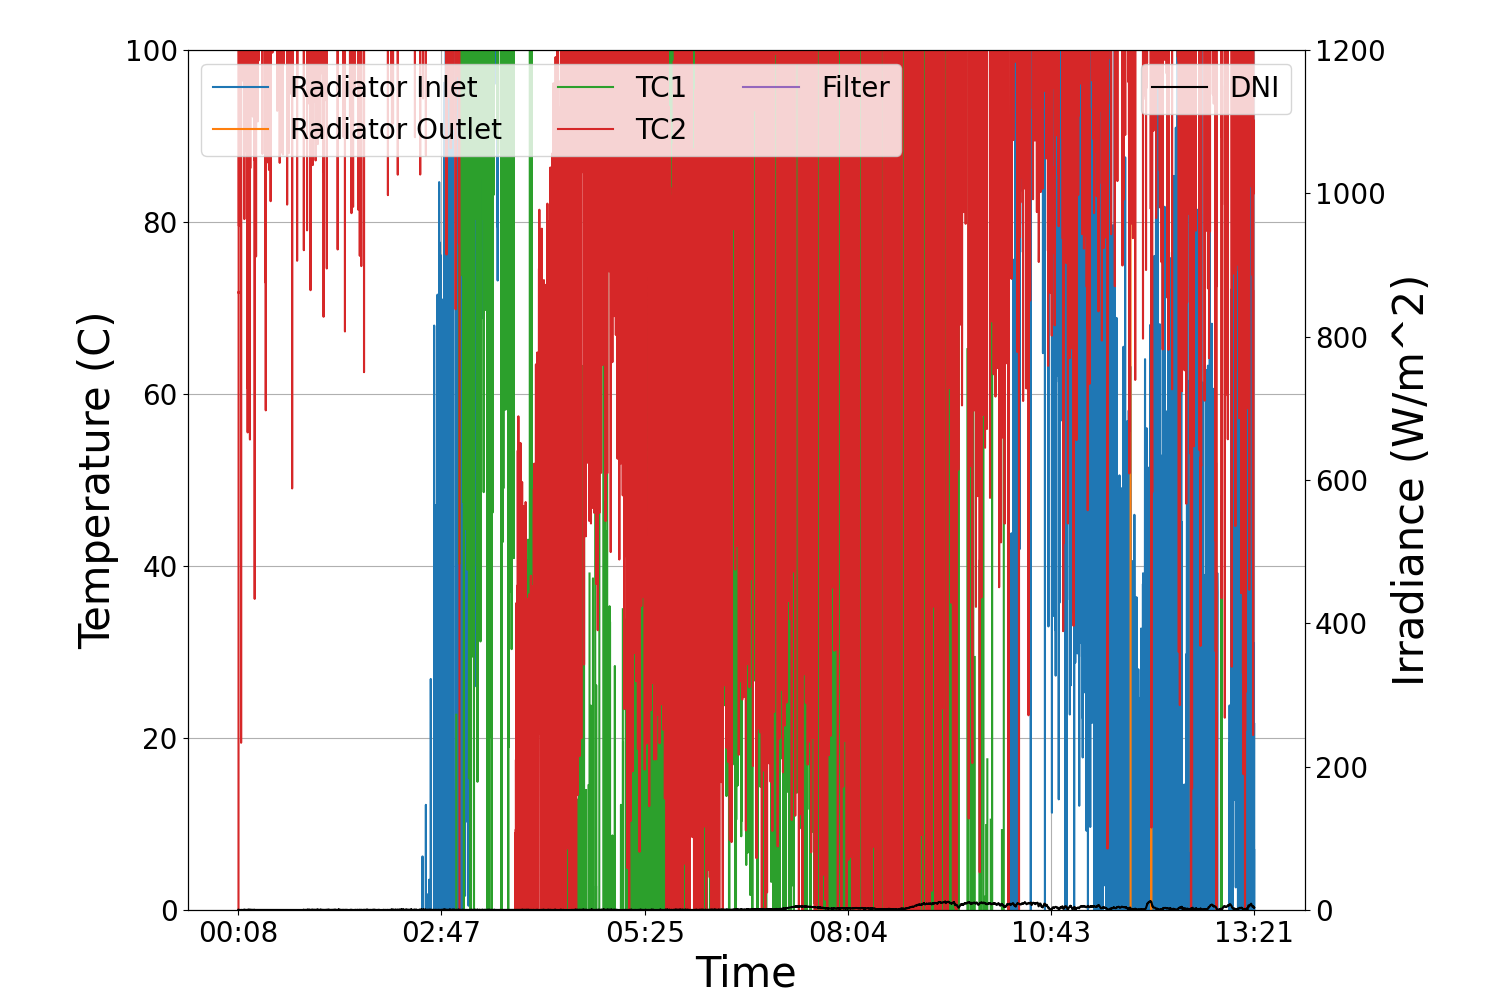 Radiator Inlet
Radiator Outlet
TC1
TC2
Filter
DNI
Temperature (C)
100
80
60
40
20
0
1200
1000
800
600
400
200
0
Irradiance (W/m^2)
00:08 02:47 05:25 08:04 10:43 13:21
Time